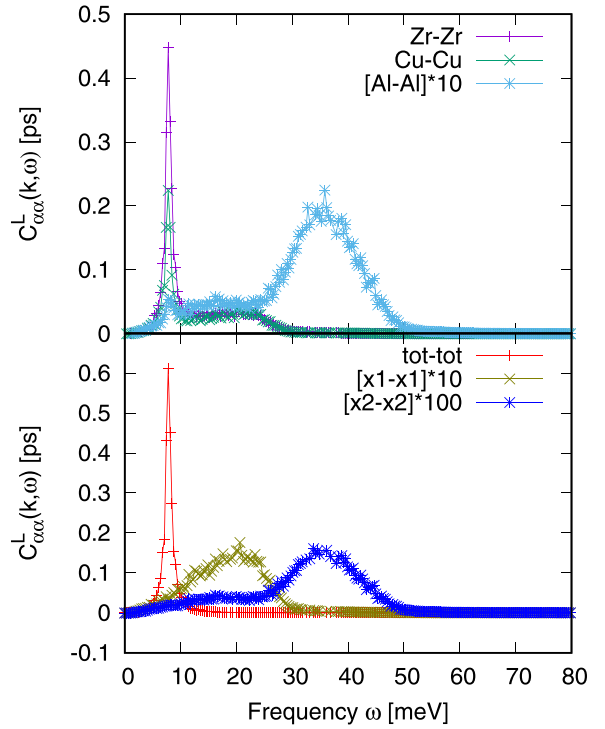 0.5
0.4
0.3
0.2
0.1
0
C^L_αα(k,ω) [ps]
Zr-Zr
Cu-Cu
[Al-Al]*10
0.6
0.5
0.4
0.3
0.2
0.1
0
-0.1
C^L_αα(k,ω) [ps]
tot-tot
[x1-x1]*10
[x2-x2]*100
0 10 20 30 40 50 60 70 80
Frequency ω [meV]